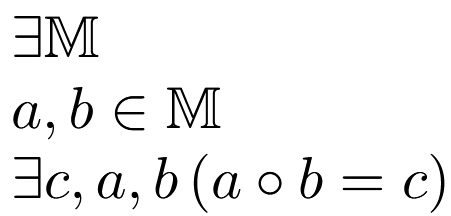 ∃𝕄
a, b ∈ 𝕄
∃c, a, b (a ∘ b = c)